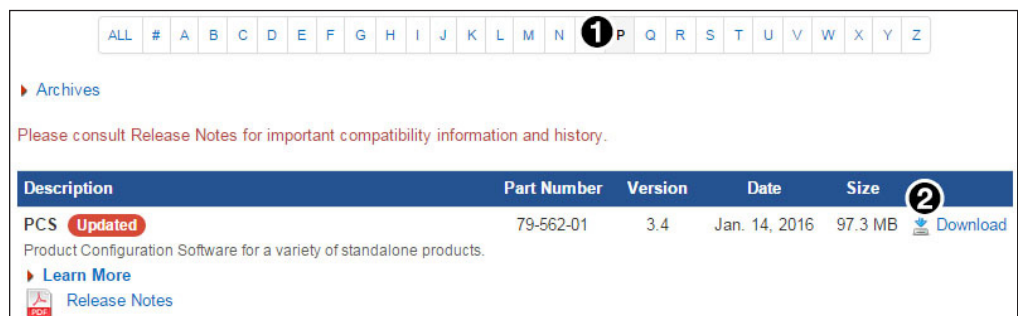 ALL # A B C D E F G H I J K L M N 1 P Q R S T U V W X Y Z
Archives
Please consult Release Notes for important compatibility information and history.
Description Part Number Version Date Size 2
PCS Updated 79-562-01 3.4 Jan. 14, 2016 97.3 MB Download
Product Configuration Software for a variety of standalone products.
Learn More
PDF Release Notes